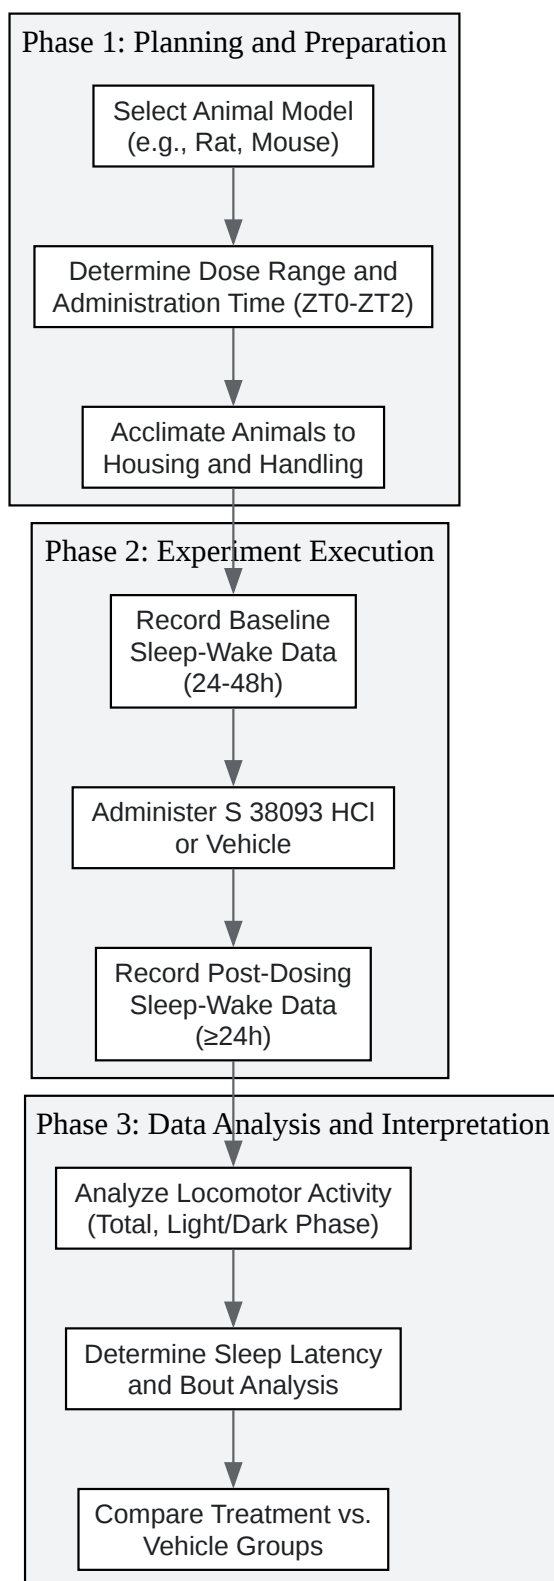 Phase 1: Planning and Preparation
Select Animal Model
(e.g., Rat, Mouse)
Determine Dose Range and
Administration Time (ZT0-ZT2)
Acclimate Animals to
Housing and Handling
Phase 2: Experiment Execution
Record Baseline
Sleep-Wake Data
(24-48h)
Administer S 38093 HCl
or Vehicle
Record Post-Dosing
Sleep-Wake Data
(≥24h)
Phase 3: Data Analysis and Interpretation
Analyze Locomotor Activity
(Total, Light/Dark Phase)
Determine Sleep Latency
and Bout Analysis
Compare Treatment vs.
Vehicle Groups